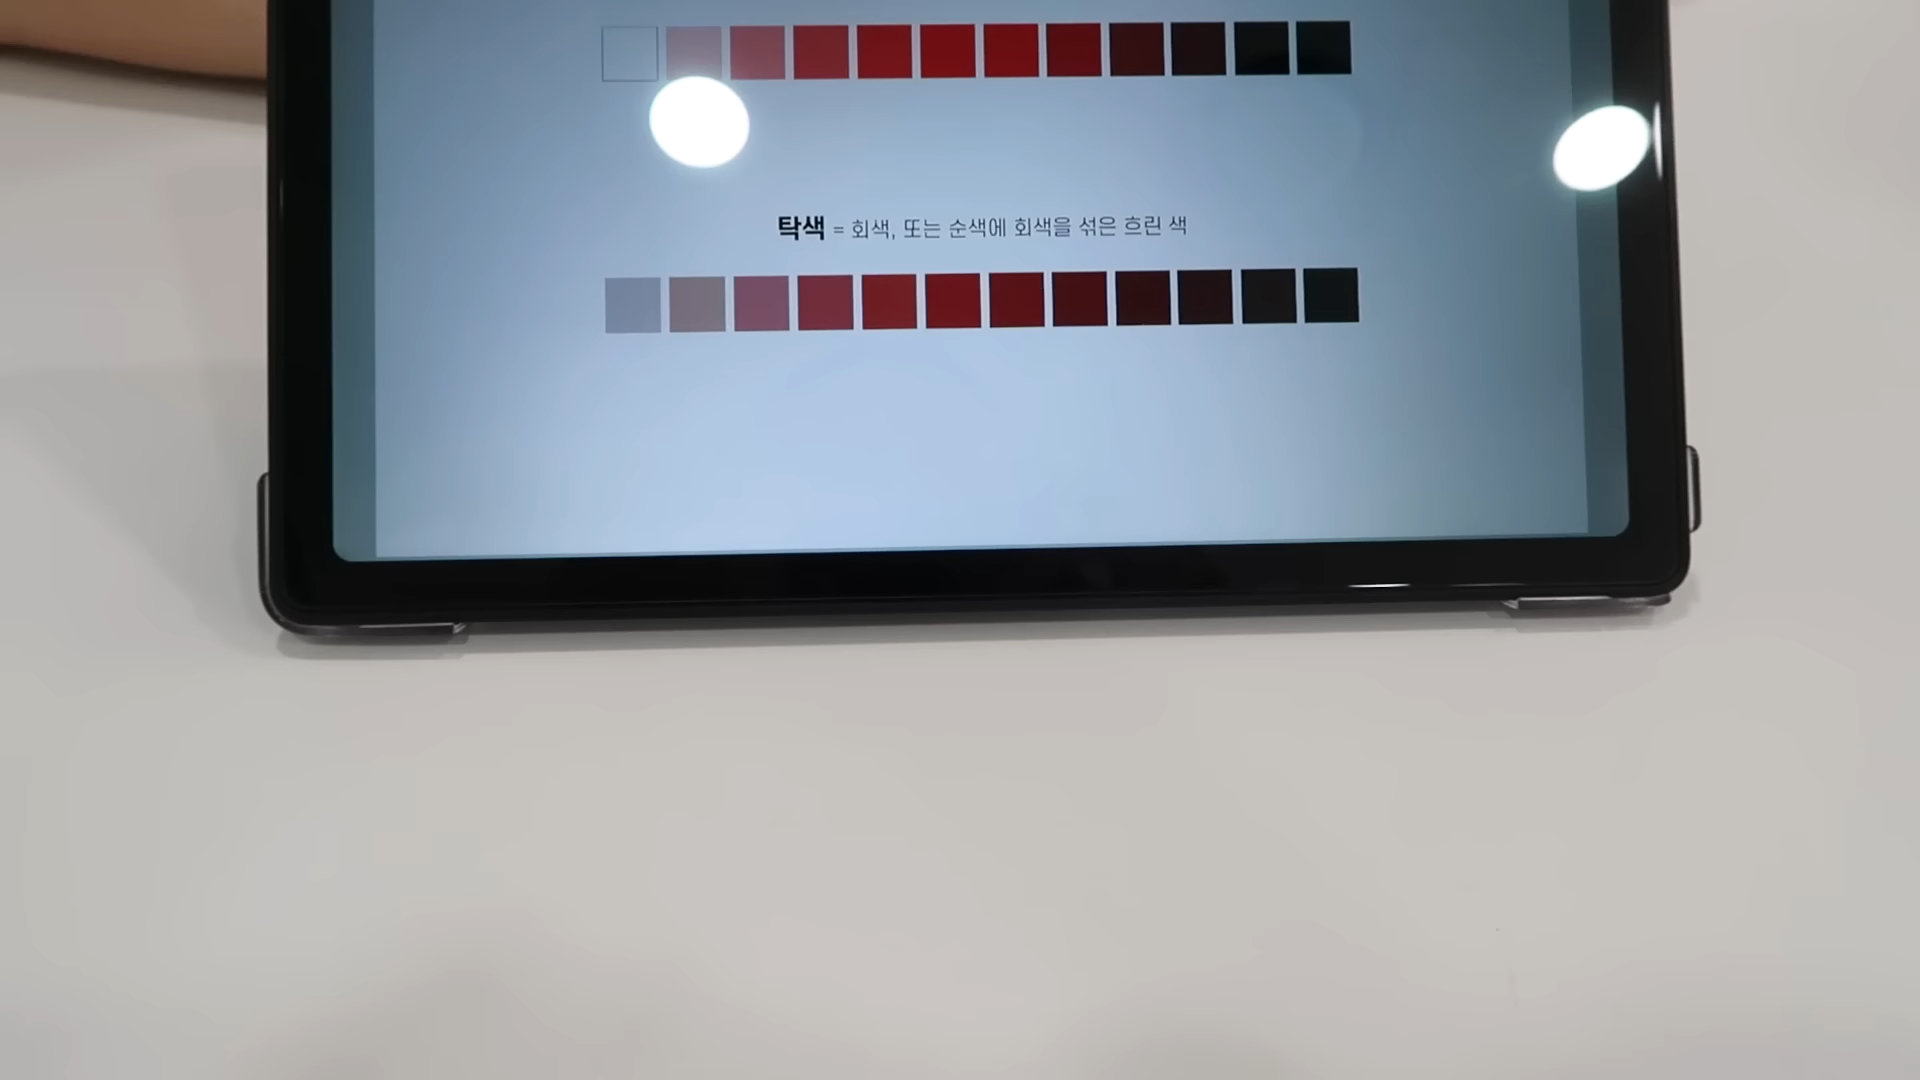 탁색 = 회색, 또는 순색에 회색을 섞은 흐린 색